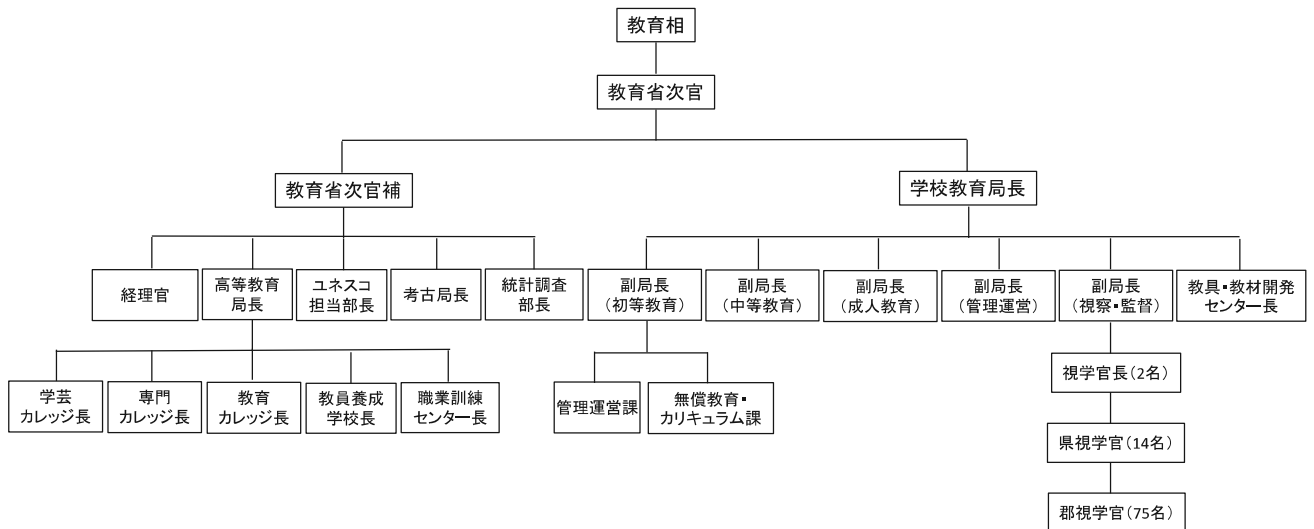 教育相
教育省次官
教育省次官補
学校教育局長
経理官
高等教育
局長
ユネスコ
担当部長
考古局長
統計調査
部長
副局長
（初等教育）
副局長
（中等教育）
副局長
（成人教育）
副局長
（管理運営）
副局長
（視察・監督）
教具・教材開発
センター長
学芸
カレッジ長
専門
カレッジ長
教育
カレッジ長
教員養成
学校長
職業訓練
センター長
管理運営課
無償教育・
カリキュラム課
視学官長（2名）
県視学官（14名）
郡視学官（75名）